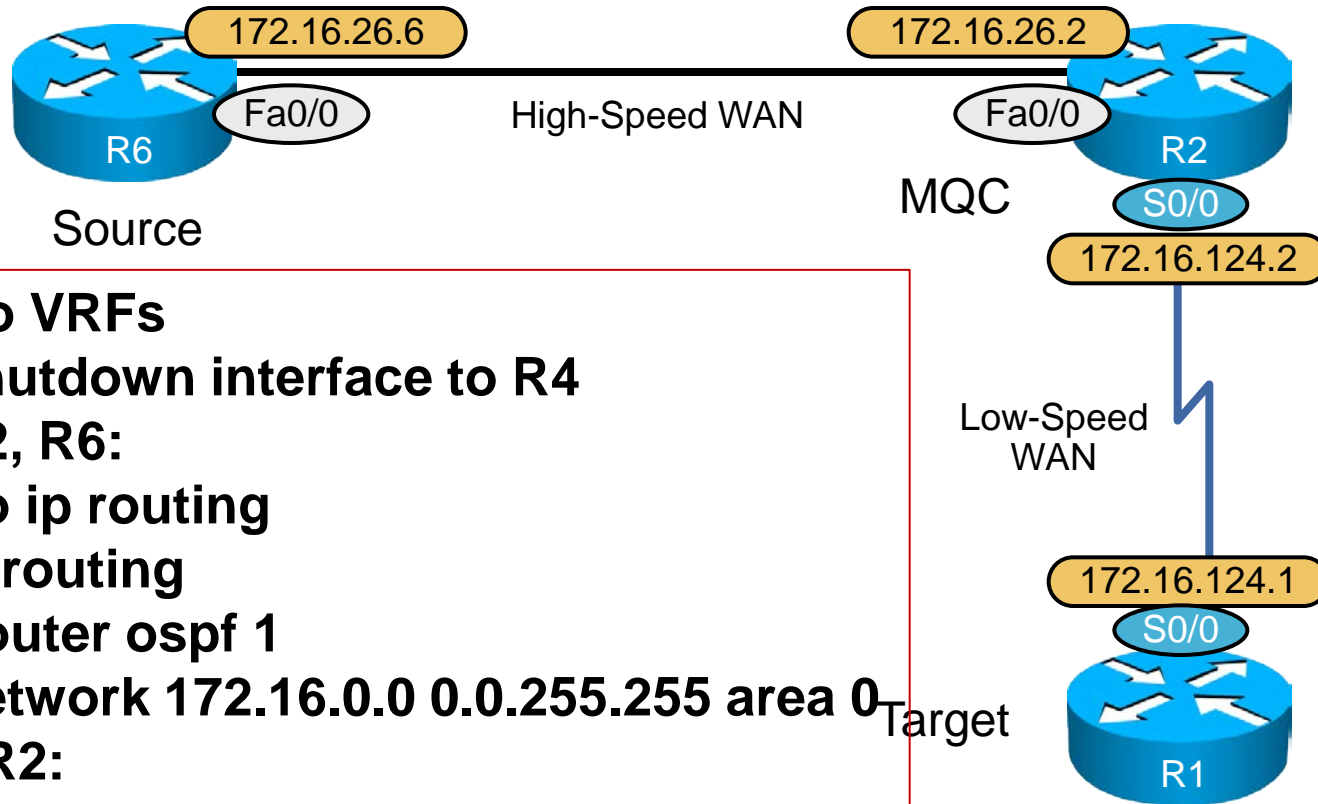 172.16.26.6
172.16.26.2
Fa0/0
High-Speed WAN
Fa0/0
R6
R2
MQC
S0/0
Source
172.16.124.2
o VRFs
hutdown interface to R4
2, R6:
o ip routing
routing
outer ospf 1
etwork 172.16.0.0 0.0.255.255 area 0
R2:
Low-Speed
WAN
172.16.124.1
S0/0
Target
R1